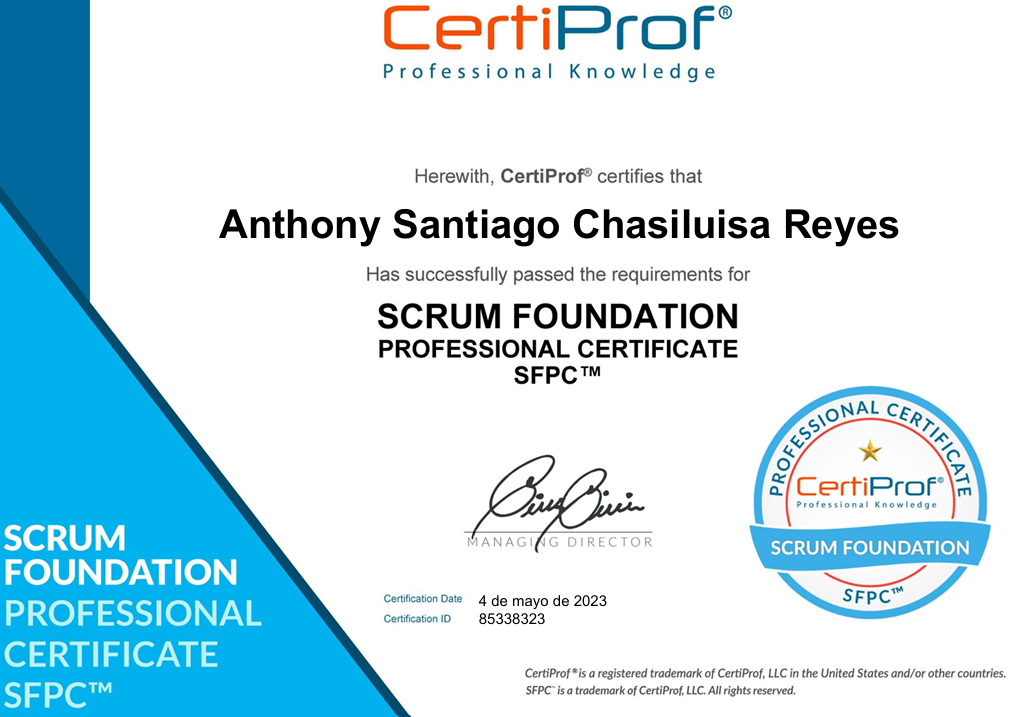 CertiProf®
Professional Knowledge
Herewith, CertiProf® certifies that
Anthony Santiago Chasiluisa Reyes
Has successfully passed the requirements for
SCRUM FOUNDATION
PROFESSIONAL CERTIFICATE
SFPC™
MANAGING DIRECTOR
PROFESSIONAL CERTIFICATE
CertiProf®
Professional Knowledge
SCRUM FOUNDATION
SFPC™
SCRUM
FOUNDATION
PROFESSIONAL
CERTIFICATE
SFPC™
Certification Date 4 de mayo de 2023
Certification ID 85338323
CertiProf® is a registered trademark of CertiProf, LLC in the United States and/or other countries.
SFPC™ is a trademark of CertiProf, LLC. All rights reserved.